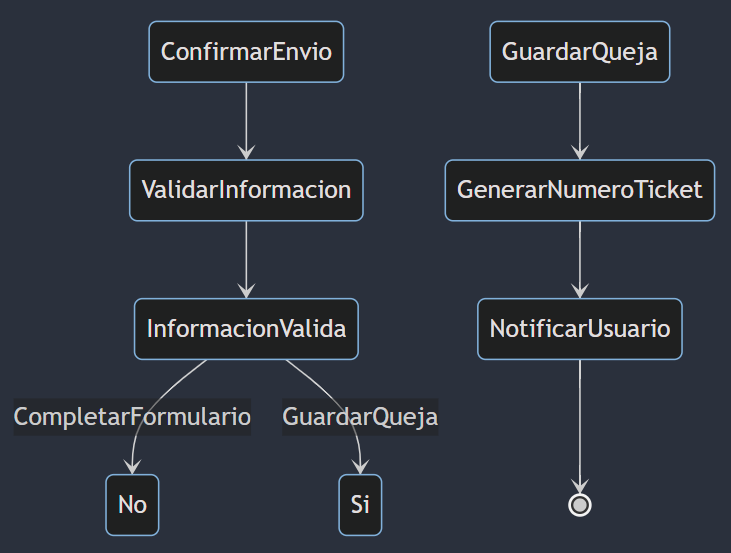 ConfirmarEnvio
GuardarQueja
ValidarInformacion
GenerarNumeroTicket
InformacionValida
NotificarUsuario
CompletarFormulario
GuardarQueja
No
Si